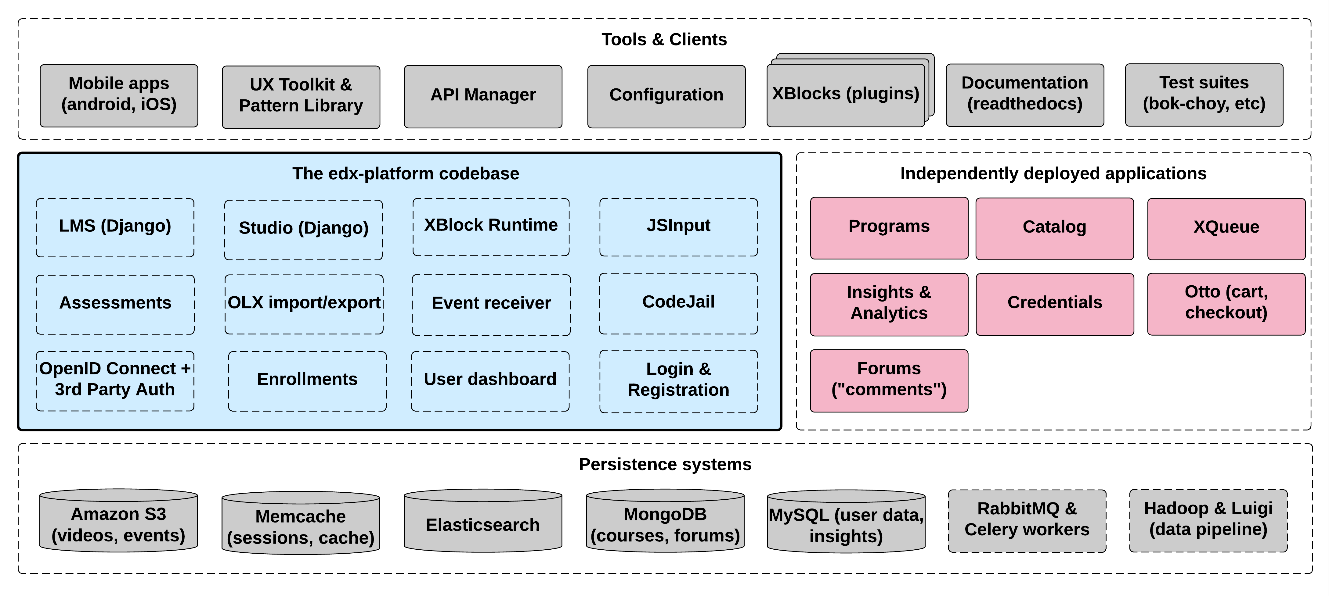 Tools & Clients
Mobile apps
(android, iOS)
UX Toolkit &
Pattern Library
API Manager
Configuration
XBlocks (plugins)
Documentation
(readthedocs)
Test suites
(bok-choy, etc)
The edx-platform codebase
LMS (Django)
Studio (Django)
XBlock Runtime
JSInput
Assessments
OLX import/export
Event receiver
CodeJail
OpenID Connect +
3rd Party Auth
Enrollments
User dashboard
Login &
Registration
Independently deployed applications
Programs
Catalog
XQueue
Insights &
Analytics
Credentials
Otto (cart,
checkout)
Forums
("comments")
Persistence systems
Amazon S3
(videos, events)
Memcache
(sessions, cache)
Elasticsearch
MongoDB
(courses, forums)
MySQL (user data,
insights)
RabbitMQ &
Celery workers
Hadoop & Luigi
(data pipeline)